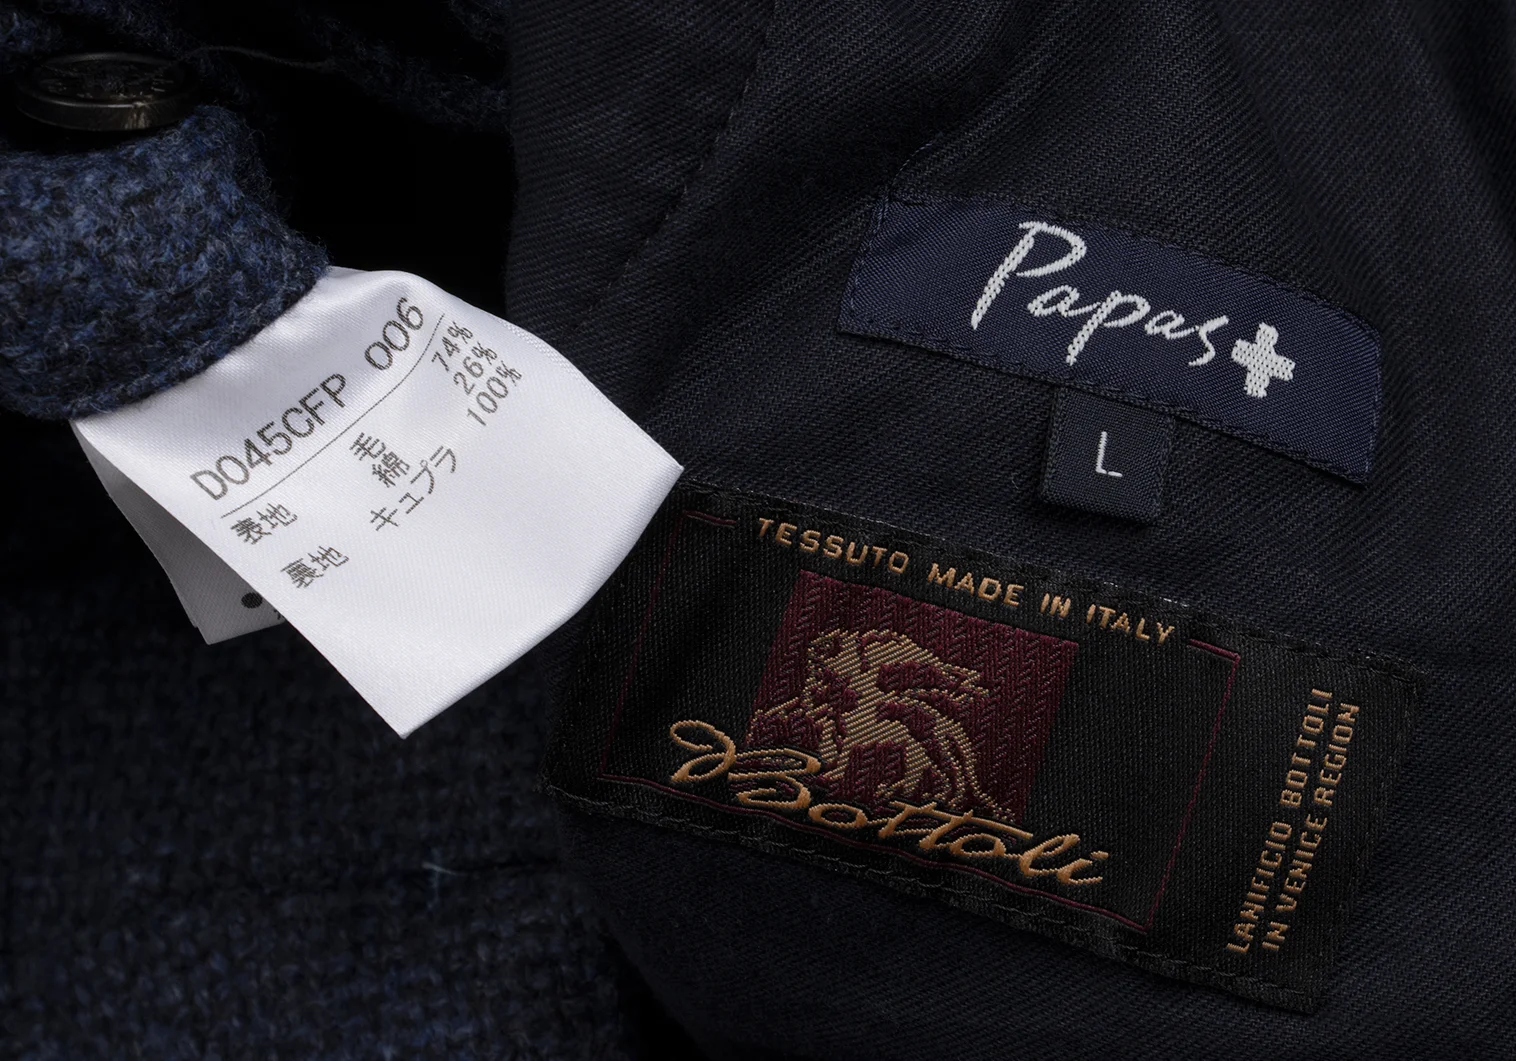 D045CFP 006
表地 毛 74%
綿 26%
裏地 キュプラ 100%
Papas+
L
TESSUTO MADE IN ITALY
Bottoli
LANIFICIO BOTTOLI
IN VENICE REGION